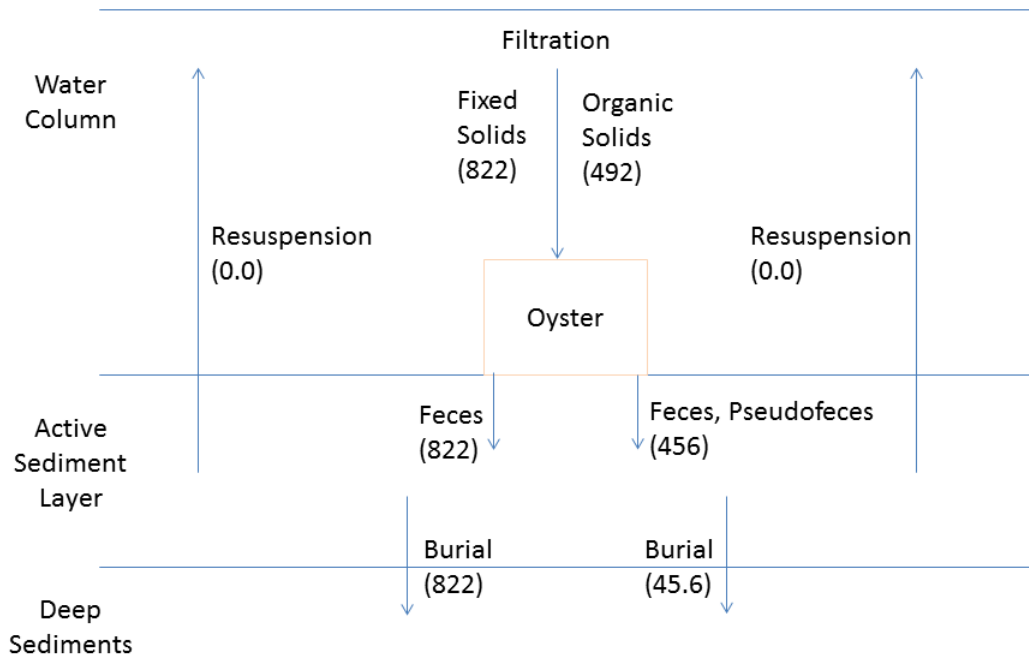 Filtration
Water
Column
Fixed
Solids
(822)
Organic
Solids
(492)
Resuspension
(0.0)
Resuspension
(0.0)
Oyster
Active
Sediment
Layer
Feces
(822)
Feces, Pseudofeces
(456)
Burial
(822)
Burial
(45.6)
Deep
Sediments